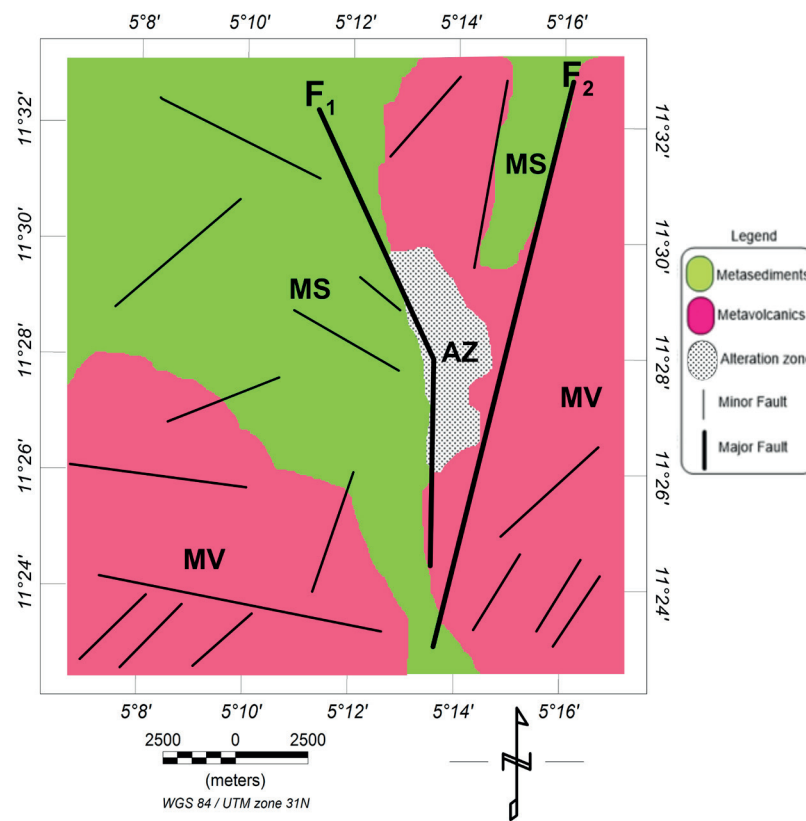 5°8' 5°12' 5°14' 5°16'
F1
F2
11°32'
11°32'
MS
11°30'
11°30'
Legend
Metasediments
MS
Metavolcanics
11°28'
AZ
11°28'
Alteration zone
MV
Minor Fault
Major Fault
11°26'
11°26'
MV
11°24'
11°24'
5°8' 5°10' 5°12' 5°14' 5°16'
2500 0 2500
(meters)
WGS 84 / UTM zone 31N
N